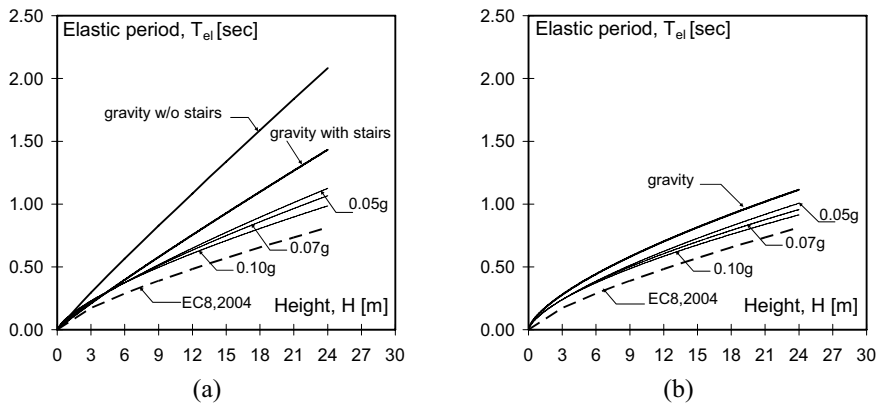 Elastic period, Tel [sec]
2.50
2.00
1.50
1.00
0.50
0.00
gravity w/o stairs
gravity with stairs
0.05g
0.07g
0.10g
EC8,2004
Height, H [m]
0 3 6 9 12 15 18 21 24 27 30
(a)
Elastic period, Tel [sec]
2.50
2.00
1.50
1.00
0.50
0.00
gravity
0.05g
0.07g
0.10g
EC8,2004
Height, H [m]
0 3 6 9 12 15 18 21 24 27 30
(b)